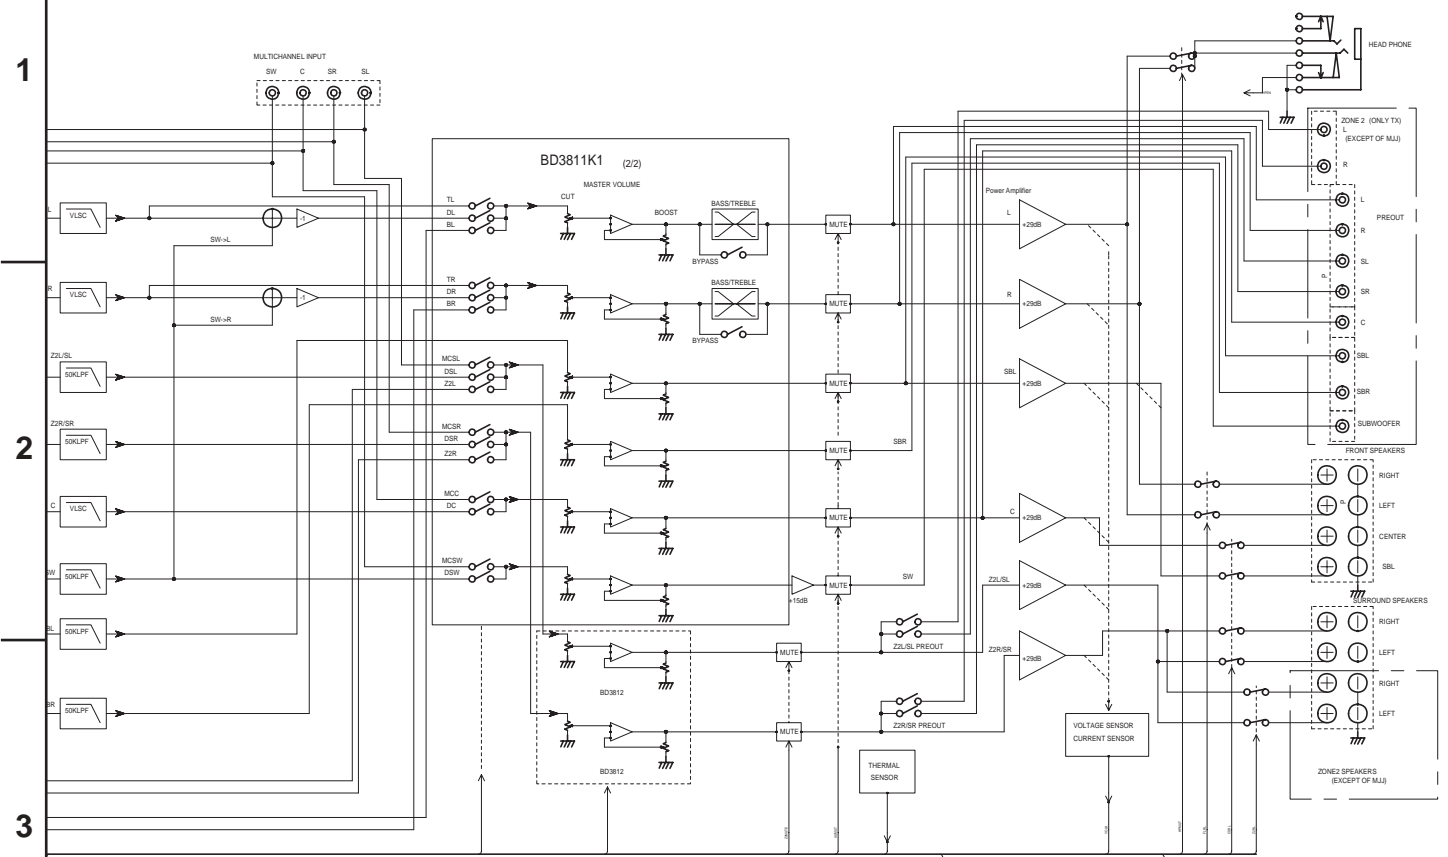 1
2
3
MULTICHANNEL INPUT
SW C SR SL
HEAD PHONE
ZONE 2 (ONLY TX)
L
(EXCEPT OF MJJ)
R
BD3811K1 (2/2)
MASTER VOLUME
CUT
BOOST
BASS/TREBLE
BYPASS
MUTE
Power Amplifier
L
+29dB
L
VLSC
SW->L
-1
TL
DL
BL
L
PREOUT
R
SL
SR
C
SBL
SBR
SUBWOOFER
R
VLSC
SW->R
-1
TR
DR
BR
BASS/TREBLE
BYPASS
MUTE
R
+29dB
Z2L/SL
50KLPF
MCSL
DSL
Z2L
MUTE
SBL
+29dB
Z2R/SR
50KLPF
MCSR
DSR
Z2R
MUTE
SBR
C
VLSC
MCC
DC
MUTE
C
+29dB
SW
50KLPF
MCSW
DSW
+15dB
MUTE
SW
Z2L/SL
+29dB
BL
50KLPF
MUTE
Z2L/SL PREOUT
Z2R/SR
+29dB
BD3812
BR
50KLPF
MUTE
Z2R/SR PREOUT
BD3812
THERMAL
SENSOR
VOLTAGE SENSOR
CURRENT SENSOR
FRONT SPEAKERS
RIGHT
LEFT
CENTER
SBL
SURROUND SPEAKERS
RIGHT
LEFT
RIGHT
LEFT
ZONE2 SPEAKERS
(EXCEPT OF MJJ)